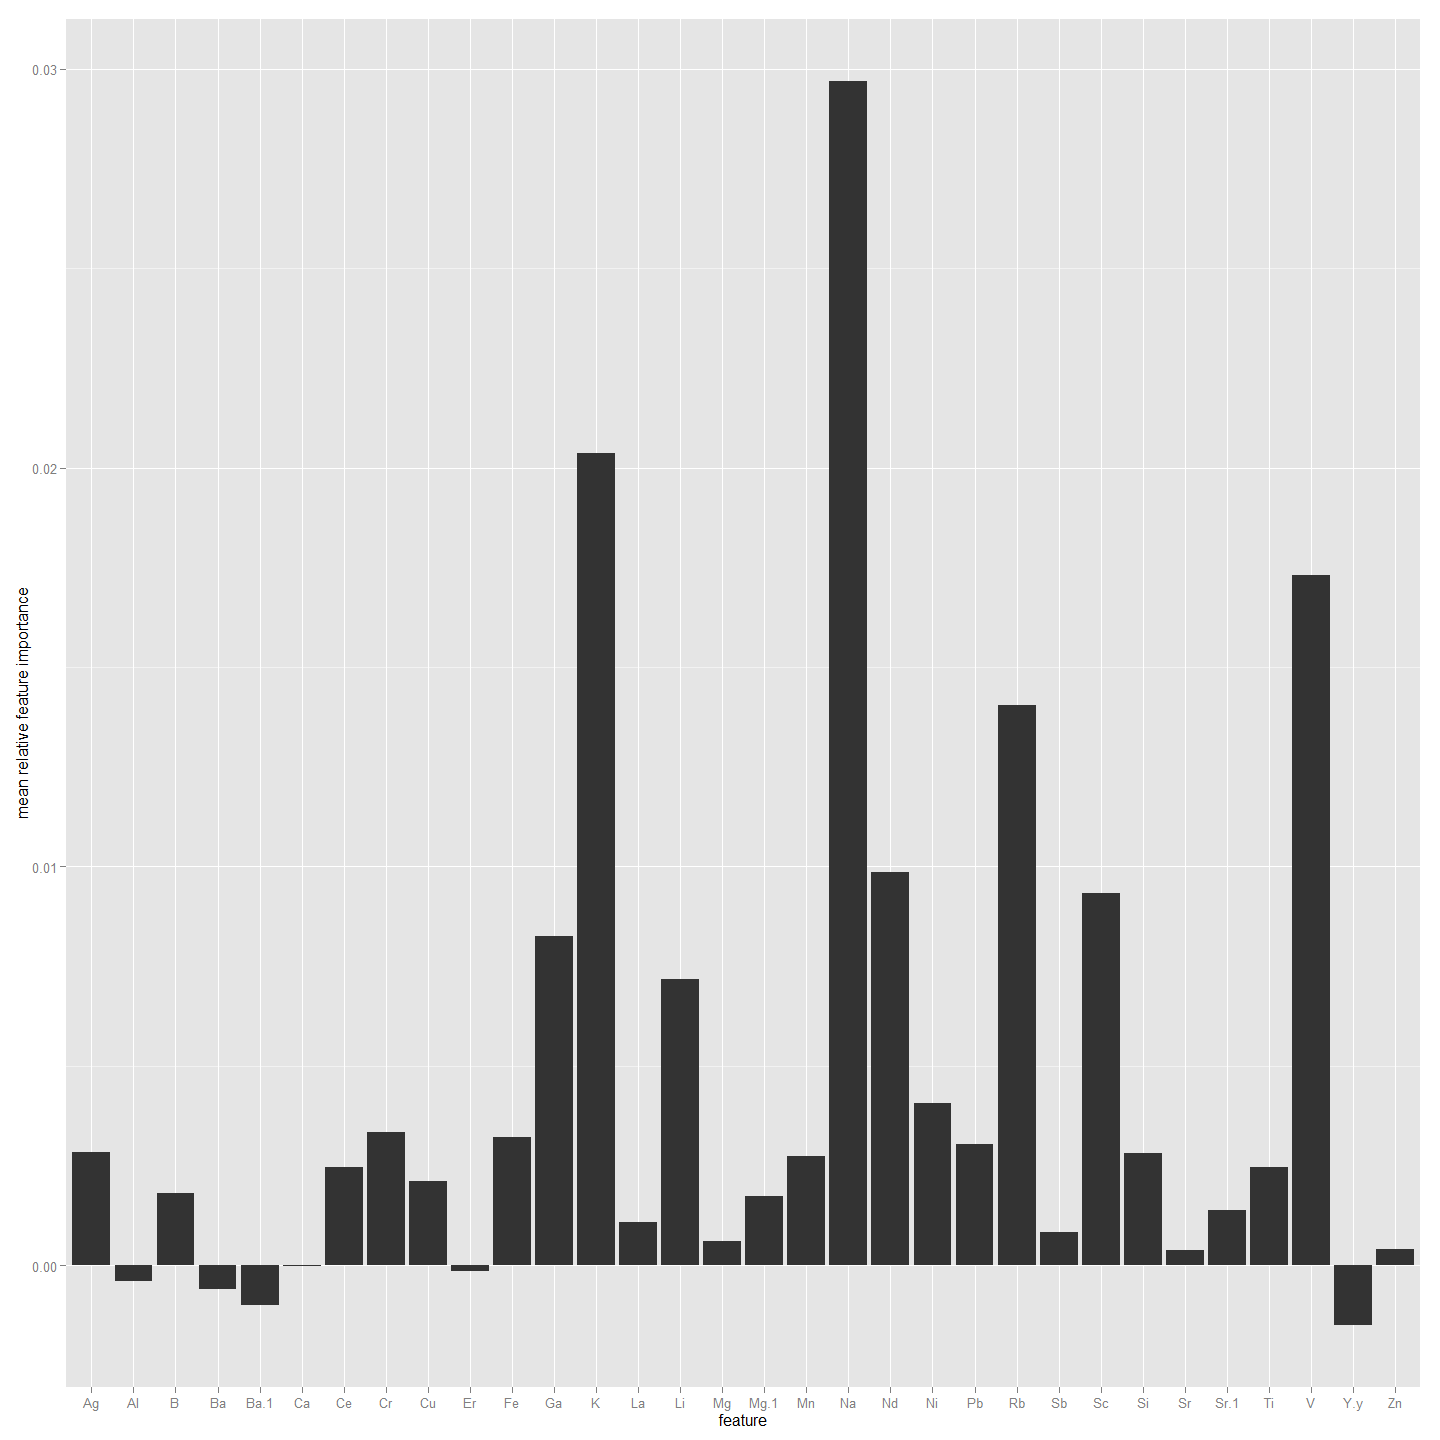 mean relative feature importance
0.03
0.02
0.01
0.00
Ag Al B Ba Ba.1 Ca Ce Cr Cu Er Fe Ga K La Li Mg Mg.1 Mn Na Nd Ni Pb Rb Sb Sc Si Sr Sr.1 Ti V Y.y Zn
feature